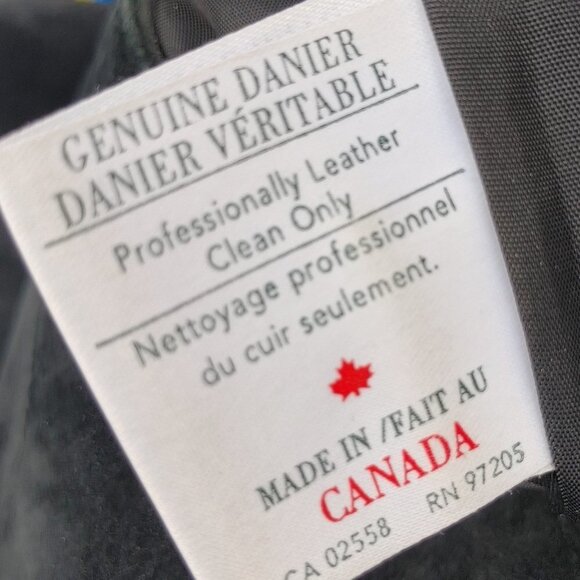 GENUINE DANIER
DANIER VÉRITABLE
Professionally Leather
Clean Only
Nettoyage professionnel
du cuir seulement.
MADE IN /FAIT AU
CANADA
CA 02558 RN 97205